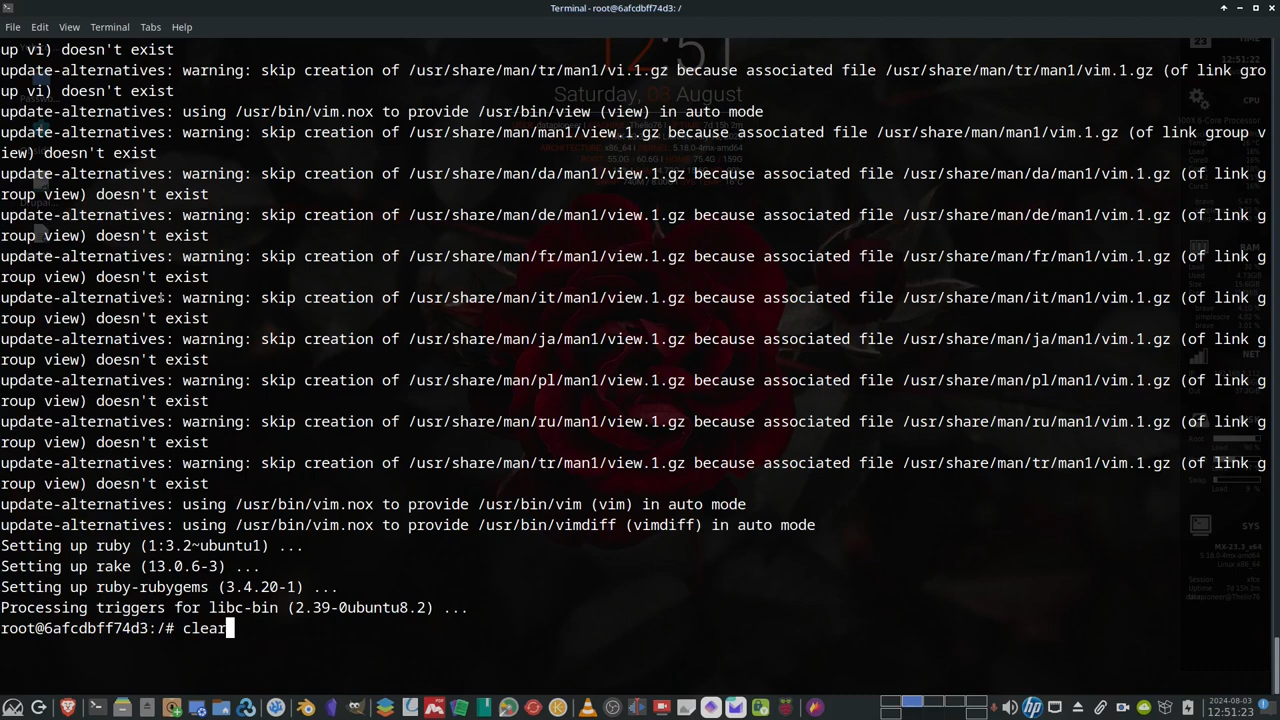 Terminal - root@6afcdbff74d3: /
File Edit View Terminal Tabs Help
up vi) doesn't exist
update-alternatives: warning: skip creation of /usr/share/man/tr/man1/vi.1.gz because associated file /usr/share/man/tr/man1/vim.1.gz (of link gro
up vi) doesn't exist
update-alternatives: using /usr/bin/vim.nox to provide /usr/bin/view (view) in auto mode
update-alternatives: warning: skip creation of /usr/share/man/man1/view.1.gz because associated file /usr/share/man/man1/vim.1.gz (of link group v
iew) doesn't exist
update-alternatives: warning: skip creation of /usr/share/man/da/man1/view.1.gz because associated file /usr/share/man/da/man1/vim.1.gz (of link g
roup view) doesn't exist
update-alternatives: warning: skip creation of /usr/share/man/de/man1/view.1.gz because associated file /usr/share/man/de/man1/vim.1.gz (of link g
roup view) doesn't exist
update-alternatives: warning: skip creation of /usr/share/man/fr/man1/view.1.gz because associated file /usr/share/man/fr/man1/vim.1.gz (of link g
roup view) doesn't exist
update-alternatives: warning: skip creation of /usr/share/man/it/man1/view.1.gz because associated file /usr/share/man/it/man1/vim.1.gz (of link g
roup view) doesn't exist
update-alternatives: warning: skip creation of /usr/share/man/ja/man1/view.1.gz because associated file /usr/share/man/ja/man1/vim.1.gz (of link g
roup view) doesn't exist
update-alternatives: warning: skip creation of /usr/share/man/pl/man1/view.1.gz because associated file /usr/share/man/pl/man1/vim.1.gz (of link g
roup view) doesn't exist
update-alternatives: warning: skip creation of /usr/share/man/ru/man1/view.1.gz because associated file /usr/share/man/ru/man1/vim.1.gz (of link g
roup view) doesn't exist
update-alternatives: warning: skip creation of /usr/share/man/tr/man1/view.1.gz because associated file /usr/share/man/tr/man1/vim.1.gz (of link g
roup view) doesn't exist
update-alternatives: using /usr/bin/vim.nox to provide /usr/bin/vim (vim) in auto mode
update-alternatives: using /usr/bin/vim.nox to provide /usr/bin/vimdiff (vimdiff) in auto mode
Setting up ruby (1:3.2~ubuntu1) ...
Setting up rake (13.0.6-3) ...
Setting up ruby-rubygems (3.4.20-1) ...
Processing triggers for libc-bin (2.39-0ubuntu8.2) ...
root@6afcdbff74d3:/# clear
12:51
Saturday, 08 August
23
TIME
12:51:22
CPU
RAM
NET
SYS
MX-23.3_x64
Linux x86_64
2024-08-03
12:51:23